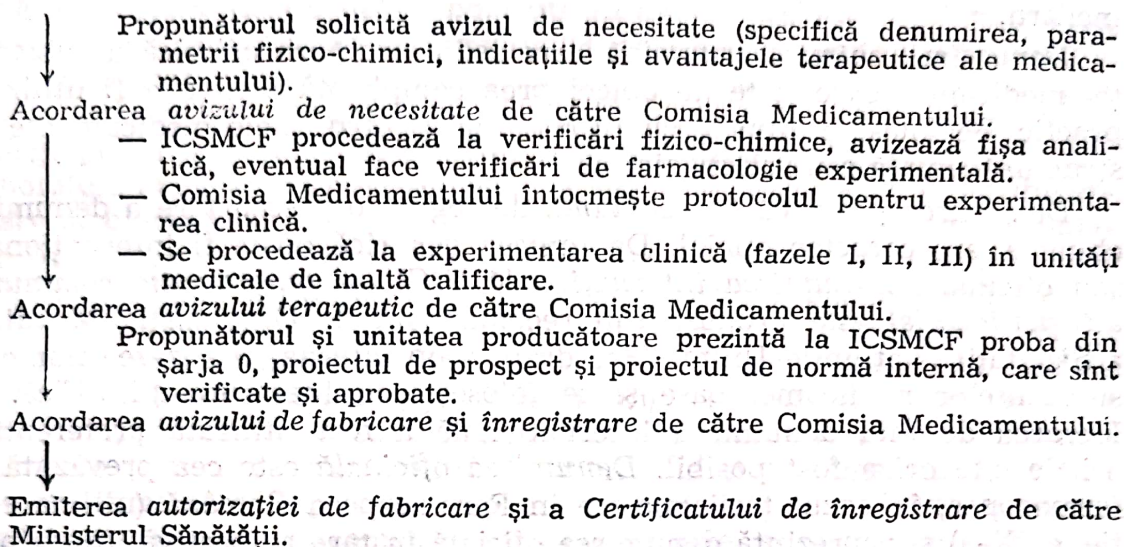 Propunătorul solicită avizul de necesitate (specifică denumirea, para-
metrii fizico-chimici, indicațiile și avantajele terapeutice ale medica-
mentului).
Acordarea avizului de necesitate de către Comisia Medicamentului.
— ICSMCF procedează la verificări fizico-chimice, avizează fișa anali-
tică, eventual face verificări de farmacologie experimentală.
— Comisia Medicamentului întocmește protocolul pentru experimenta-
rea clinică.
— Se procedează la experimentarea clinică (fazele I, II, III) în unități
medicale de înaltă calificare.
Acordarea avizului terapeutic de către Comisia Medicamentului.
Propunătorul și unitatea producătoare prezintă la ICSMCF proba din
șarja 0, proiectul de prospect și proiectul de normă internă, care sînt
verificate și aprobate.
Acordarea avizului de fabricare și înregistrare de către Comisia Medicamentului.
Emiterea autorizației de fabricare și a Certificatului de înregistrare de către
Ministerul Sănătății.